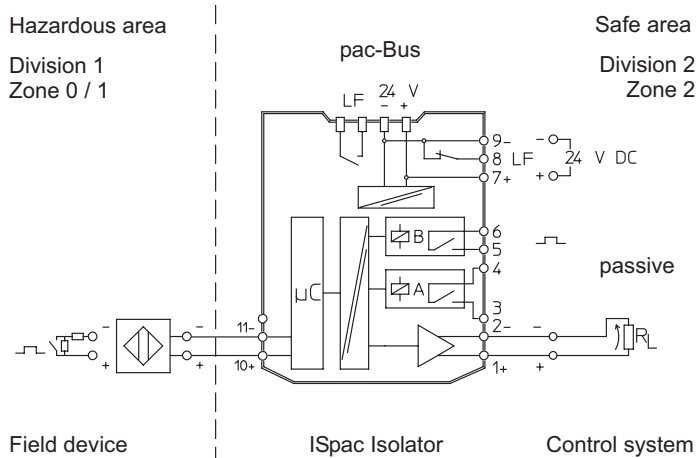 Hazardous area
Safe area
Division 1
Zone 0 / 1
pac-Bus
Division 2
Zone 2
LF 24 V
- +
9- -
8 LF 24 V DC
7+ +
6
B
5
4
passive
A
3
µC
2- -
RL
- - 11-
+ + 10+
1+ +
Field device
ISpac Isolator
Control system